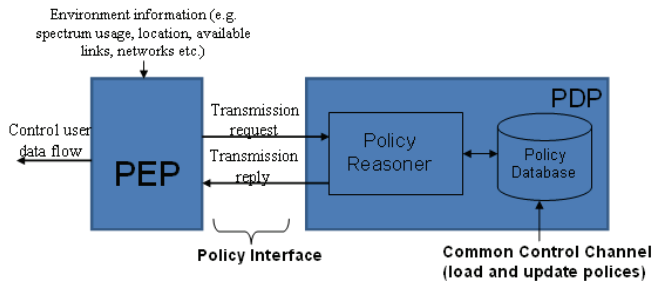 Environment information (e.g.
spectrum usage, location, available
links, networks etc.)
Control user
data flow
PEP
Transmission
request
Transmission
reply
Policy Interface
PDP
Policy
Reasoner
Policy
Database
Common Control Channel
(load and update polices)